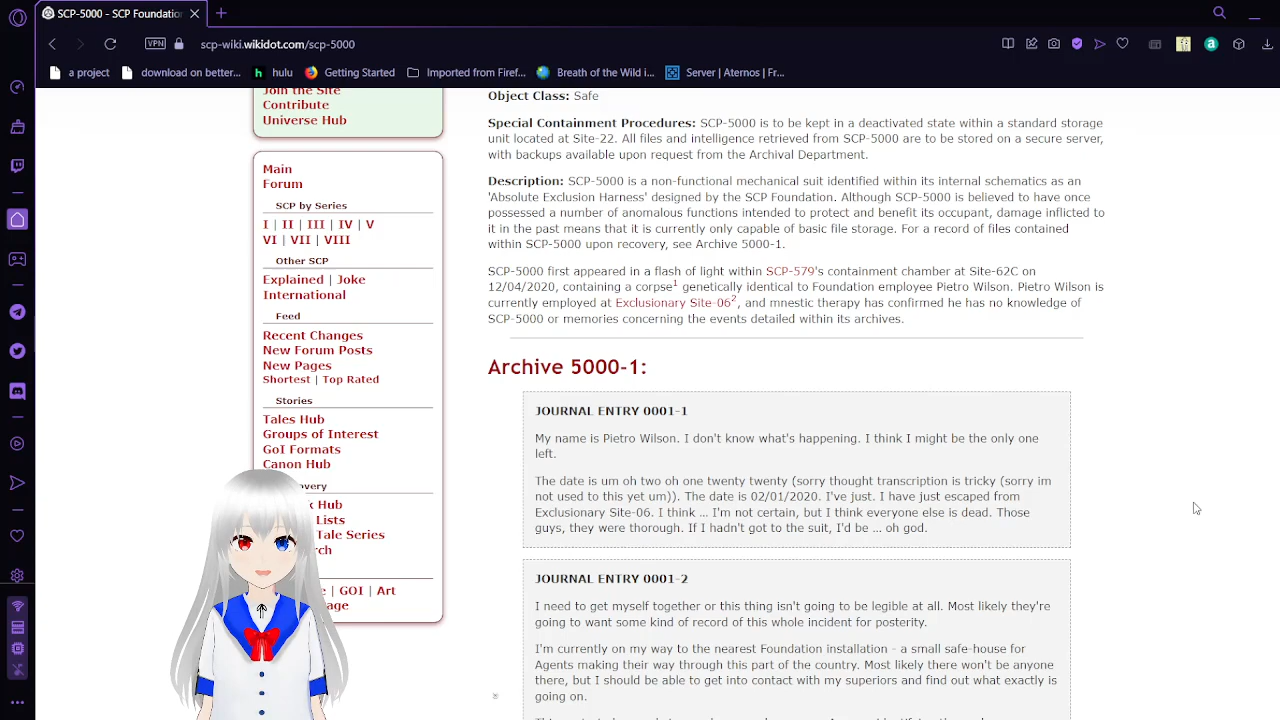 SCP-5000 - SCP Foundation
VPN
scp-wiki.wikidot.com/scp-5000
a project
download on better...
hulu
Getting Started
Imported from Firef...
Breath of the Wild i...
Server | Aternos | Fr...
Join the Site
Contribute
Universe Hub
Main
Forum
SCP by Series
I | II | III | IV | V
VI | VII | VIII
Other SCP
Explained | Joke
International
Feed
Recent Changes
New Forum Posts
New Pages
Shortest | Top Rated
Stories
Tales Hub
Groups of Interest
GoI Formats
Canon Hub
overy
Hub
Lists
Tale Series
rch
| GOI | Art
age
Object Class: Safe
Special Containment Procedures: SCP-5000 is to be kept in a deactivated state within a standard storage
unit located at Site-22. All files and intelligence retrieved from SCP-5000 are to be stored on a secure server,
with backups available upon request from the Archival Department.
Description: SCP-5000 is a non-functional mechanical suit identified within its internal schematics as an
'Absolute Exclusion Harness' designed by the SCP Foundation. Although SCP-5000 is believed to have once
possessed a number of anomalous functions intended to protect and benefit its occupant, damage inflicted to
it in the past means that it is currently only capable of basic file storage. For a record of files contained
within SCP-5000 upon recovery, see Archive 5000-1.
SCP-5000 first appeared in a flash of light within SCP-579's containment chamber at Site-62C on
12/04/2020, containing a corpse1 genetically identical to Foundation employee Pietro Wilson. Pietro Wilson is
currently employed at Exclusionary Site-062, and mnestic therapy has confirmed he has no knowledge of
SCP-5000 or memories concerning the events detailed within its archives.
Archive 5000-1:
JOURNAL ENTRY 0001-1
My name is Pietro Wilson. I don't know what's happening. I think I might be the only one
left.
The date is um oh two oh one twenty twenty (sorry thought transcription is tricky (sorry im
not used to this yet um)). The date is 02/01/2020. I've just. I have just escaped from
Exclusionary Site-06. I think … I'm not certain, but I think everyone else is dead. Those
guys, they were thorough. If I hadn't got to the suit, I'd be … oh god.
JOURNAL ENTRY 0001-2
I need to get myself together or this thing isn't going to be legible at all. Most likely they're
going to want some kind of record of this whole incident for posterity.
I'm currently on my way to the nearest Foundation installation - a small safe-house for
Agents making their way through this part of the country. Most likely there won't be anyone
there, but I should be able to get into contact with my superiors and find out what exactly is
going on.